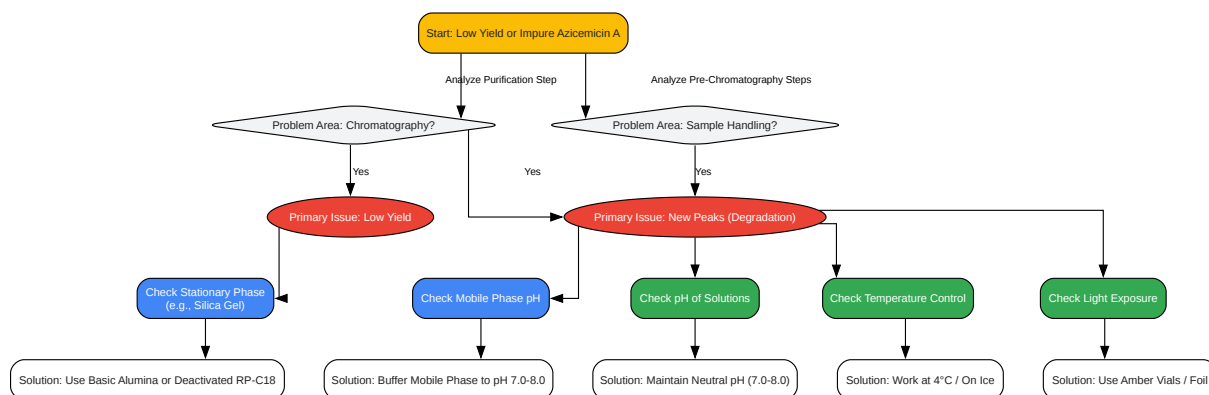 Start: Low Yield or Impure Azicemicin A
Analyze Purification Step
Analyze Pre-Chromatography Steps
Problem Area: Chromatography?
Problem Area: Sample Handling?
Yes
Yes
Yes
Primary Issue: Low Yield
Primary Issue: New Peaks (Degradation)
Check Stationary Phase
(e.g., Silica Gel)
Check Mobile Phase pH
Check pH of Solutions
Check Temperature Control
Check Light Exposure
Solution: Use Basic Alumina or Deactivated RP-C18
Solution: Buffer Mobile Phase to pH 7.0-8.0
Solution: Maintain Neutral pH (7.0-8.0)
Solution: Work at 4°C / On Ice
Solution: Use Amber Vials / Foil